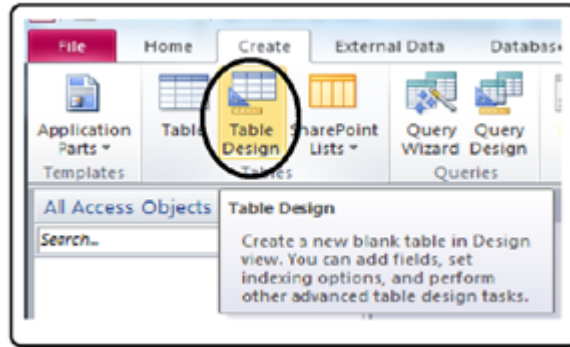 File Home Create External Data Databas
Application Parts Table Table Design SharePoint Lists Query Wizard Query Design
Templates Tables Queries
All Access Objects
Search...
Table Design
Create a new blank table in Design
view. You can add fields, set
indexing options, and perform
other advanced table design tasks.